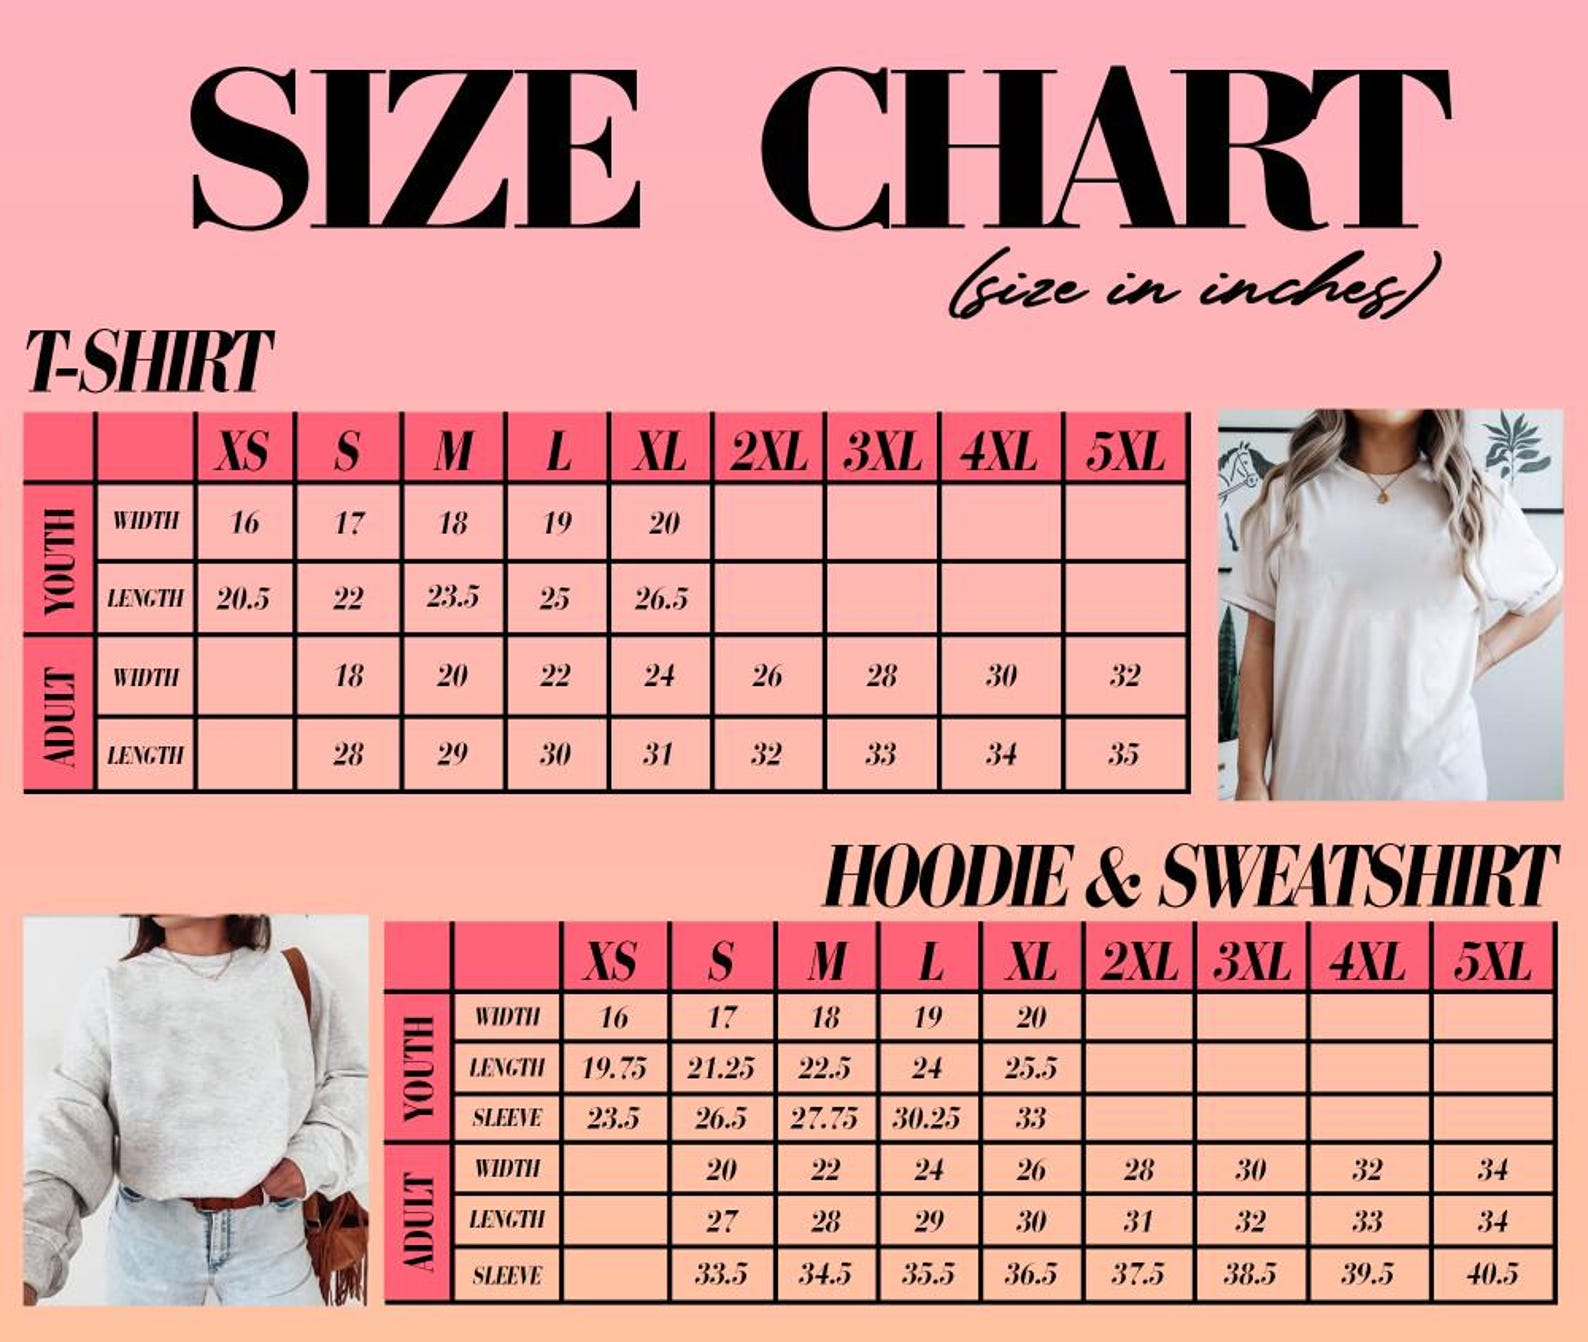 SIZE CHART
(size in inches)
T-SHIRT
XS S M L XL 2XL 3XL 4XL 5XL
YOUTH
WIDTH 16 17 18 19 20
LENGTH 20.5 22 23.5 25 26.5
ADULT
WIDTH 18 20 22 24 26 28 30 32
LENGTH 28 29 30 31 32 33 34 35
HOODIE & SWEATSHIRT
XS S M L XL 2XL 3XL 4XL 5XL
YOUTH
WIDTH 16 17 18 19 20
LENGTH 19.75 21.25 22.5 24 25.5
SLEEVE 23.5 26.5 27.75 30.25 33
ADULT
WIDTH 20 22 24 26 28 30 32 34
LENGTH 27 28 29 30 31 32 33 34
SLEEVE 33.5 34.5 35.5 36.5 37.5 38.5 39.5 40.5